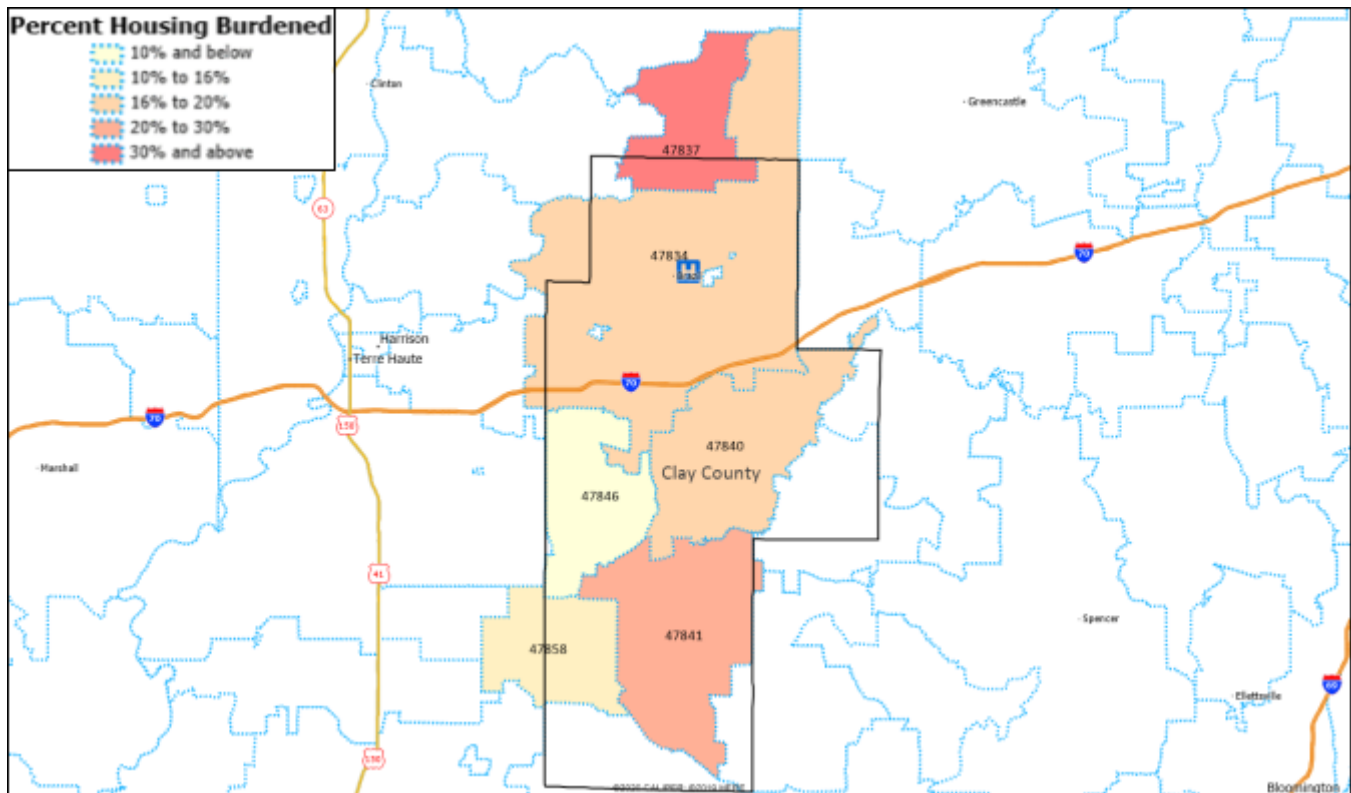 Percent Housing Burdened
10% and below
10% to 16%
16% to 20%
20% to 30%
30% and above
Clinton
Greencastle
47837
63
47834
H
70
Harrison
Terre Haute
70
70
150
47840
Marshall
Clay County
47846
41
Spencer
47841
47858
60
Ellettsville
150
Bloomington